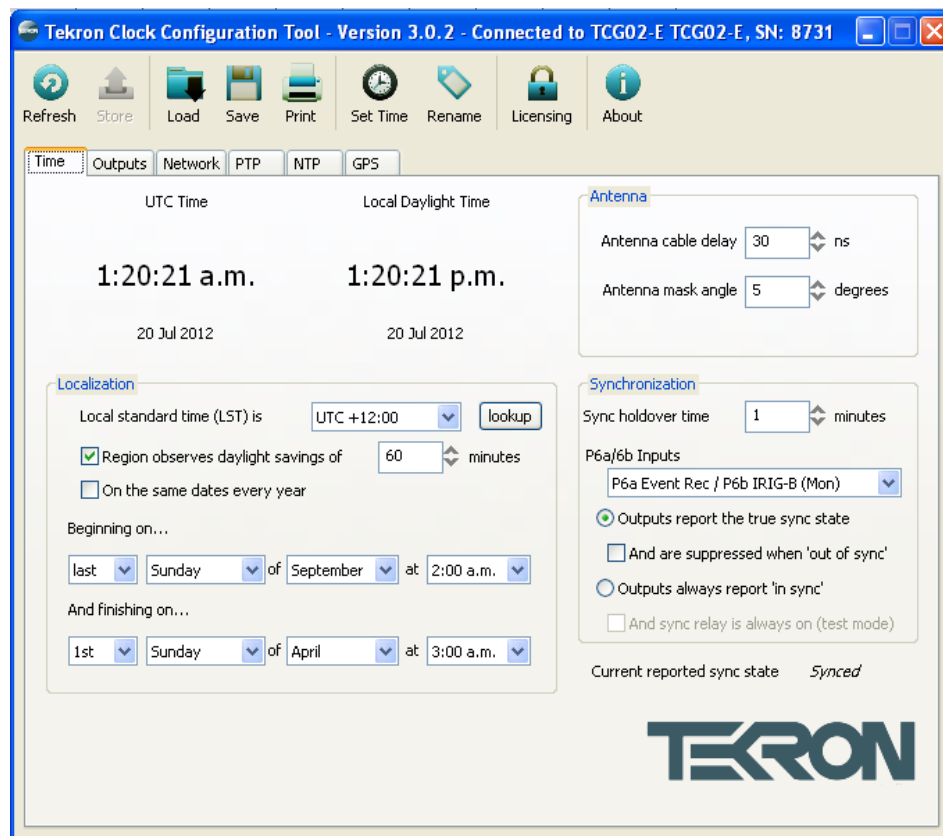 Tekron Clock Configuration Tool - Version 3.0.2 - Connected to TCG02-E TCG02-E, SN: 8731
Refresh Store Load Save Print Set Time Rename Licensing About
Time Outputs Network PTP NTP GPS
UTC Time Local Daylight Time
1:20:21 a.m. 1:20:21 p.m.
20 Jul 2012 20 Jul 2012
Antenna
Antenna cable delay 30 ns
Antenna mask angle 5 degrees
Localization
Local standard time (LST) is UTC +12:00 lookup
Region observes daylight savings of 60 minutes
On the same dates every year
Beginning on...
last Sunday of September at 2:00 a.m.
And finishing on...
1st Sunday of April at 3:00 a.m.
Synchronization
Sync holdover time 1 minutes
P6a/6b Inputs
P6a Event Rec / P6b IRIG-B (Mon)
Outputs report the true sync state
And are suppressed when 'out of sync'
Outputs always report 'in sync'
And sync relay is always on (test mode)
Current reported sync state Synced
TEKRON